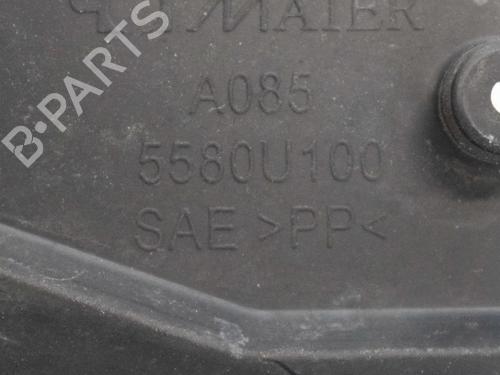 MAIER
A085
5580U100
SAE >PP<
B-PARTS